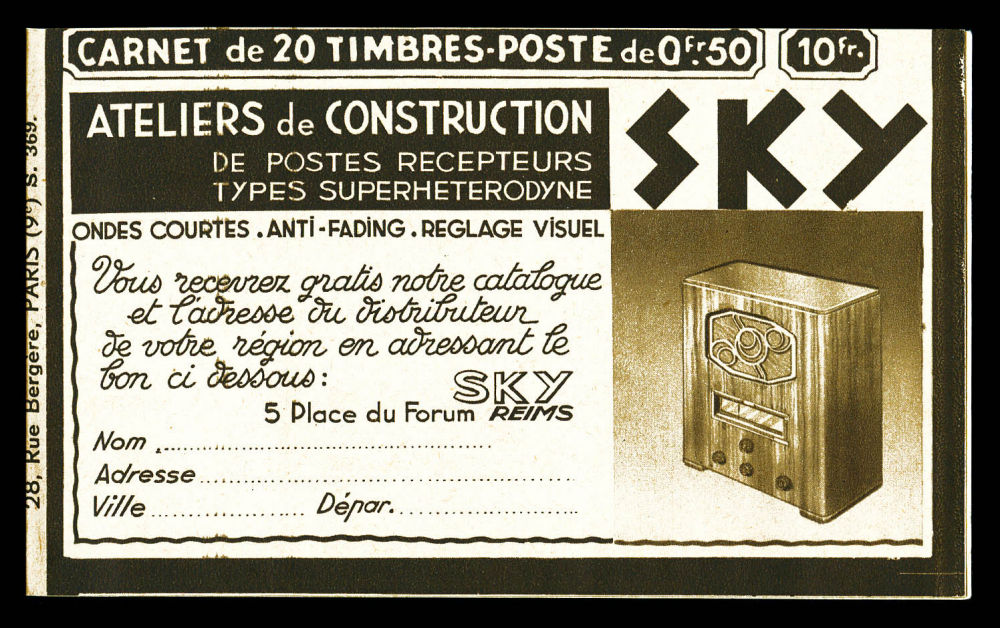 CARNET de 20 TIMBRES-POSTE de 0Fr.50
10Fr.
ATELIERS de CONSTRUCTION
DE POSTES RECEPTEURS
TYPES SUPERHETERODYNE
SKY
ONDES COURTES . ANTI-FADING . REGLAGE VISUEL
Vous recevrez gratis notre catalogue
et l'adresse du distributeur
de votre région en adressant le
bon ci dessous:
SKY
5 Place du Forum REIMS
Nom
Adresse
Ville Dépar.
28, Rue Bergère, PARIS (9e) S. 369.